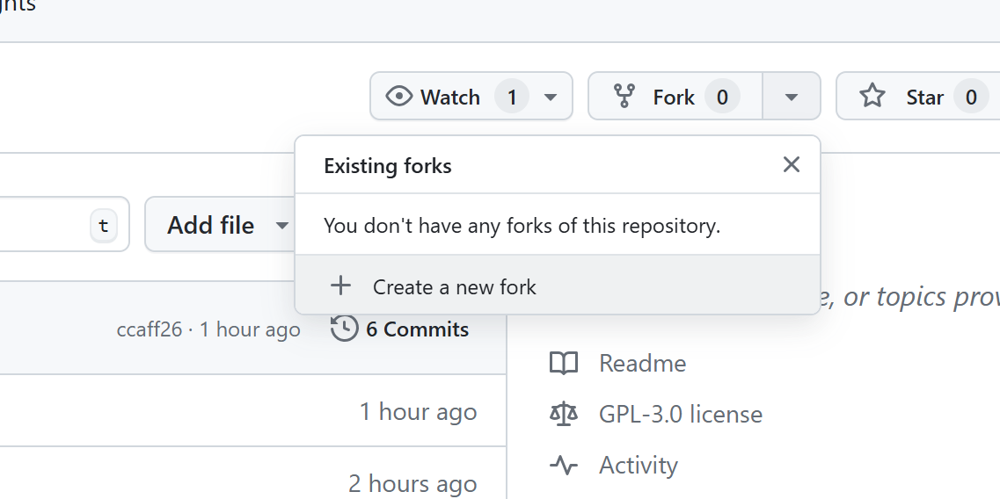 Watch 1
Fork 0
Star 0
Existing forks
You don't have any forks of this repository.
Create a new fork
t
Add file
or topics
ccaff26 · 1 hour ago
6 Commits
Readme
1 hour ago
GPL-3.0 license
Activity
2 hours ago